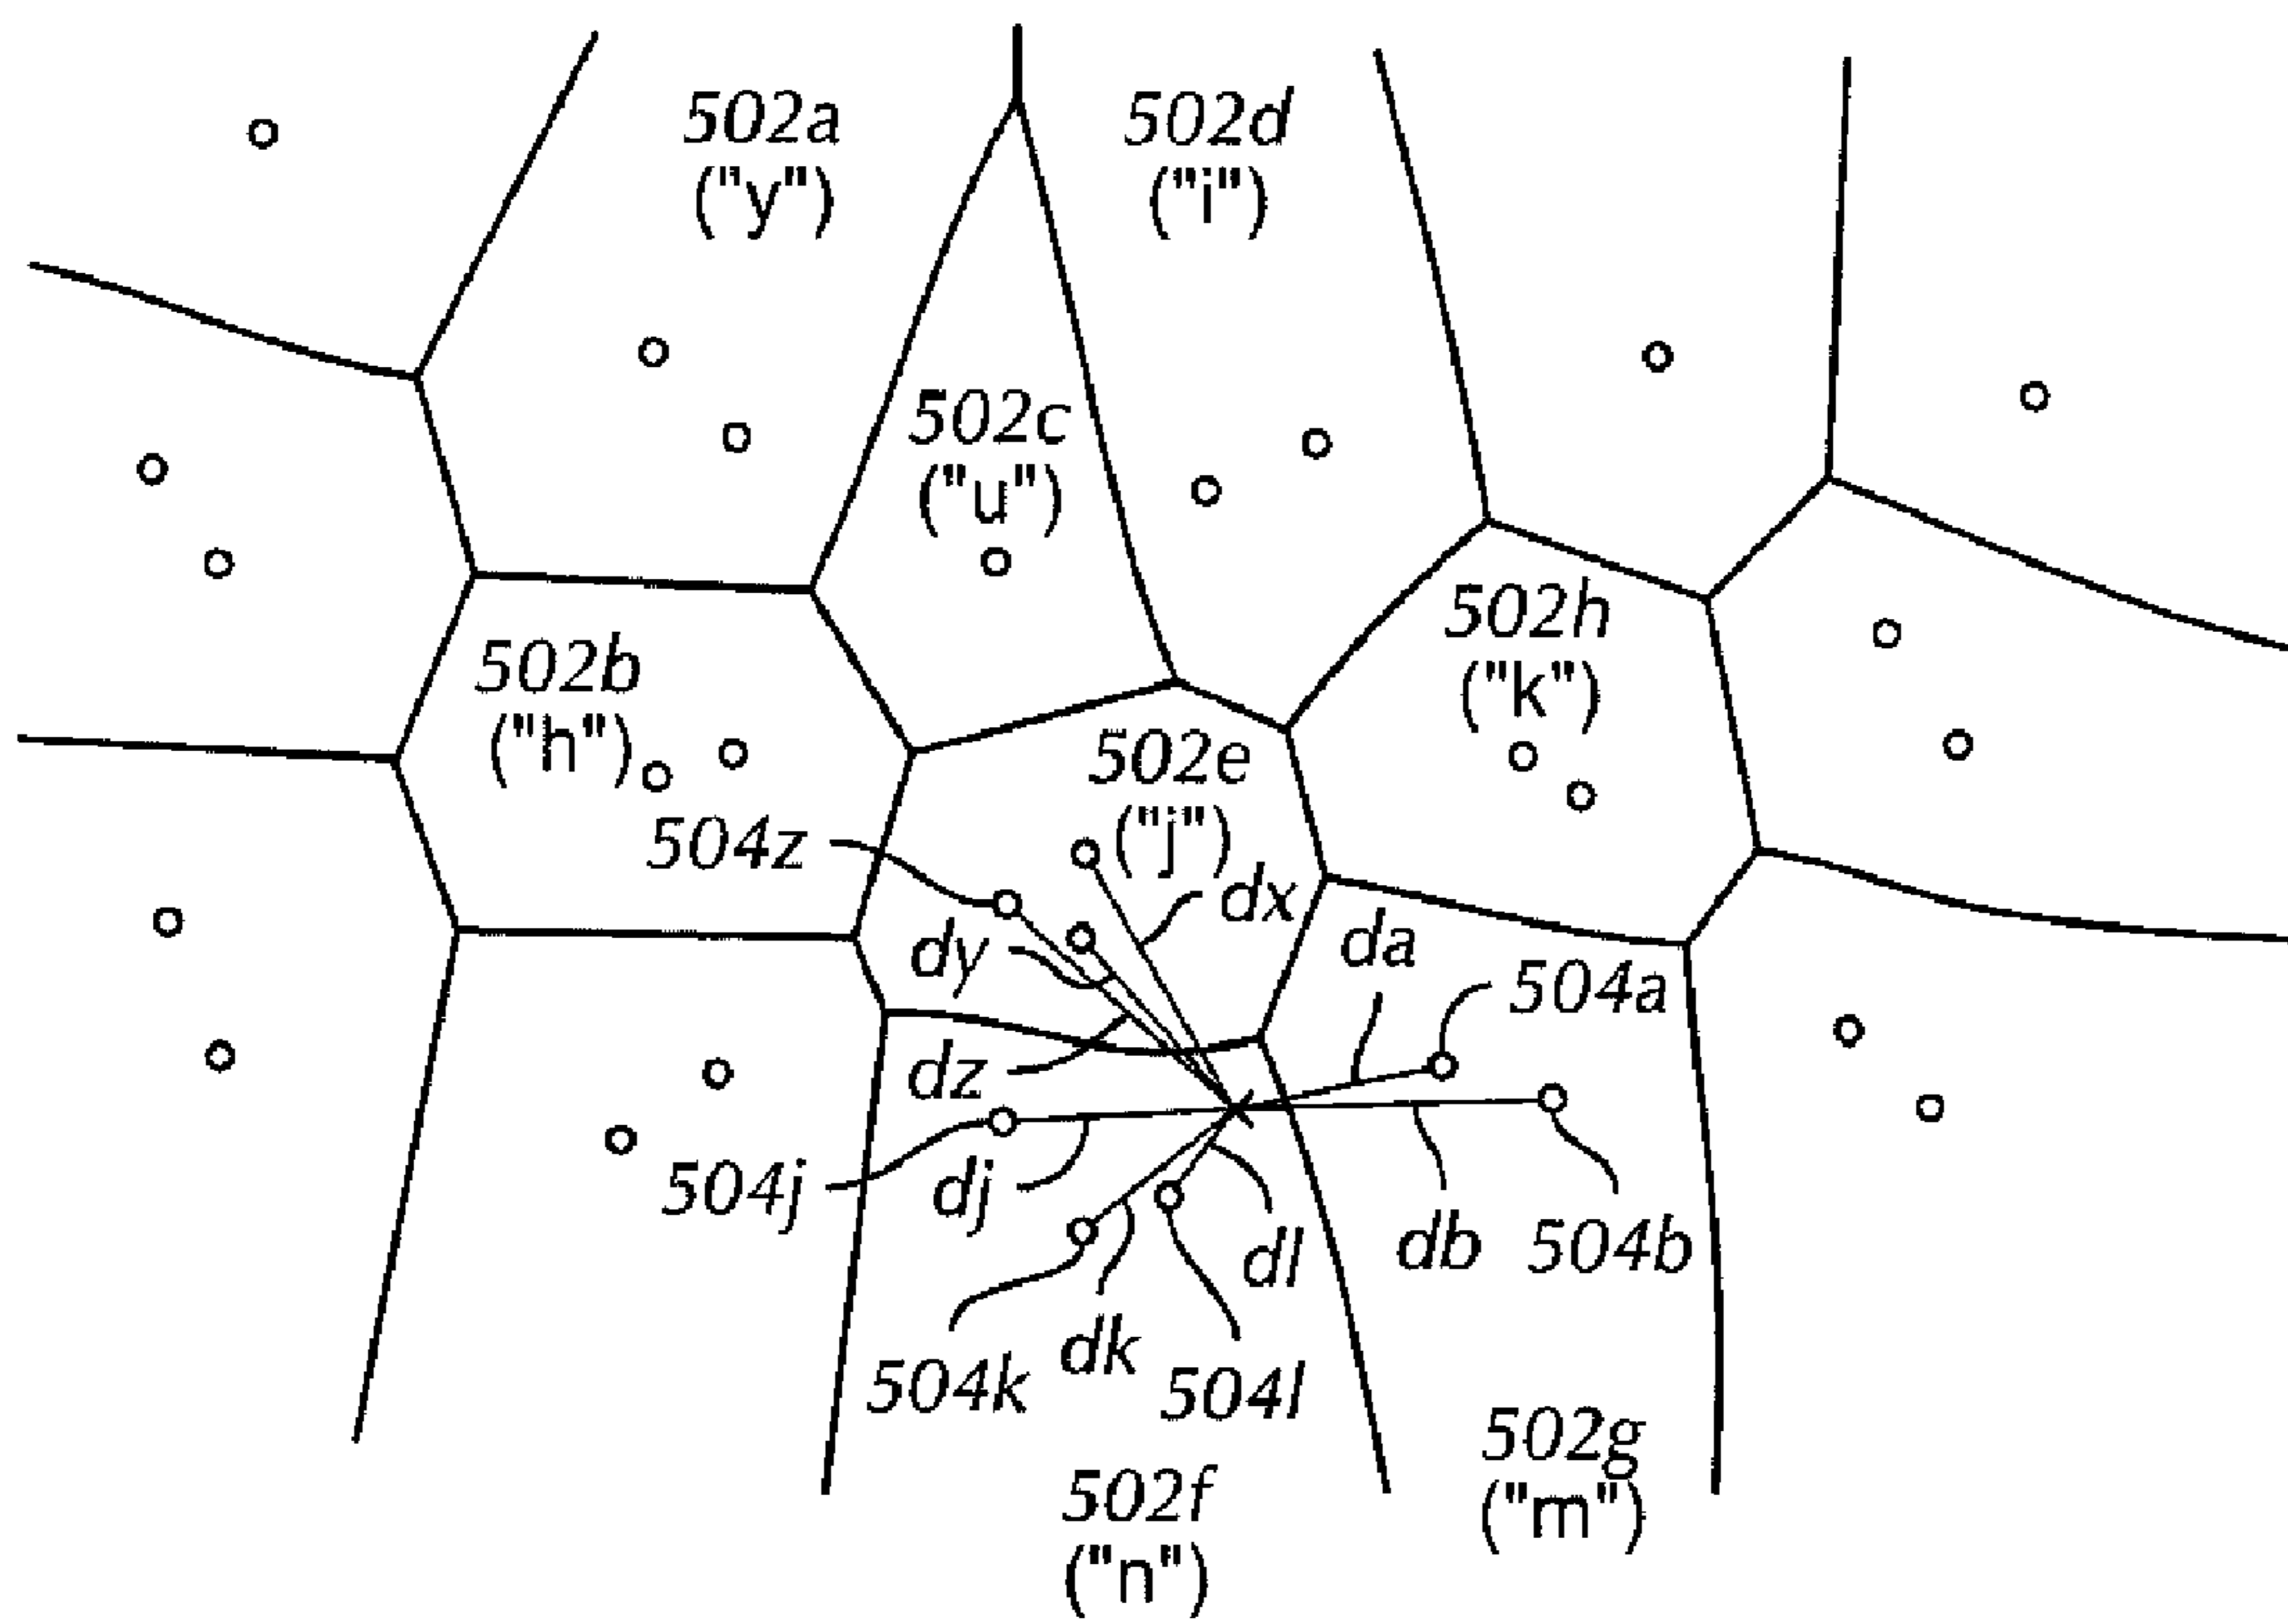 502a
("y")
502d
("i")
502c
("u")
502h
("k")
502b
("h")
502e
("j")
504z
dx
dy
da
504a
dz
504j
dj
dl
db
504b
dk
504k
504l
502g
("m")
502f
("n")